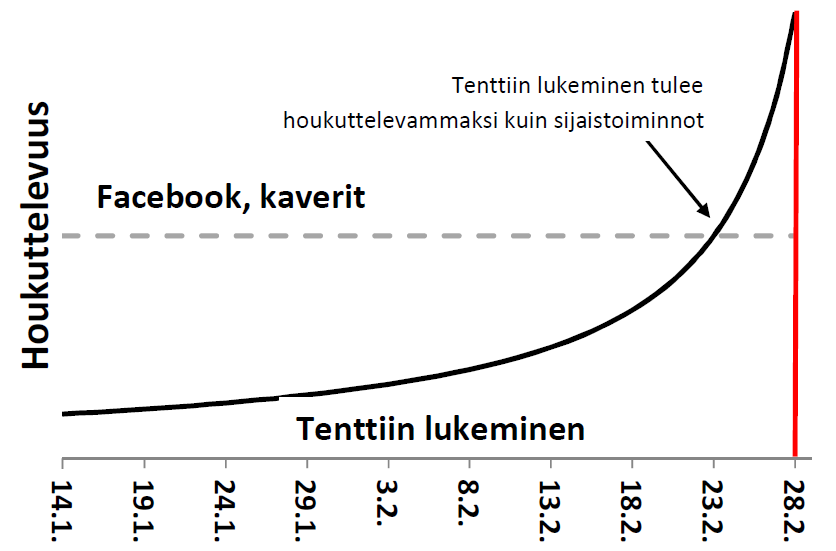 Tenttiin lukeminen tulee
houkuttelevammaksi kuin sijaistoiminnot
Houkuttelevuus
Facebook, kaverit
Tenttiin lukeminen
14.1.
19.1.
24.1.
29.1.
3.2.
8.2.
13.2.
18.2.
23.2.
28.2.